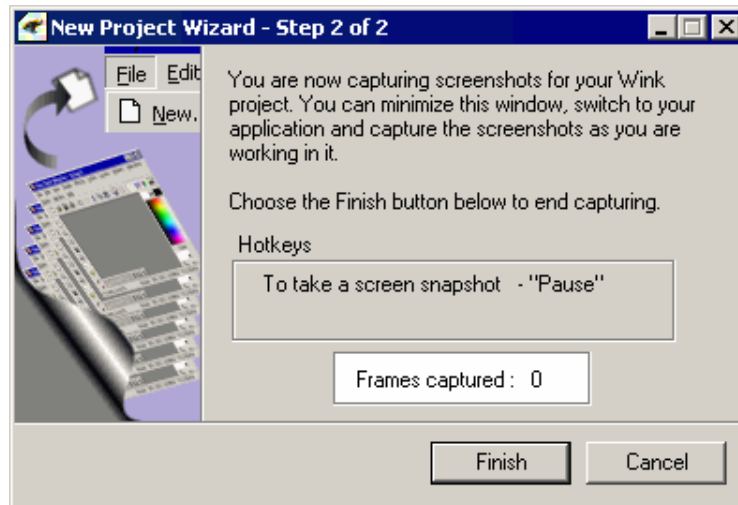 New Project Wizard - Step 2 of 2
File Edit
New.
You are now capturing screenshots for your Wink
project. You can minimize this window, switch to your
application and capture the screenshots as you are
working in it.
Choose the Finish button below to end capturing.
Hotkeys
To take a screen snapshot - "Pause"
Frames captured : 0
Finish Cancel